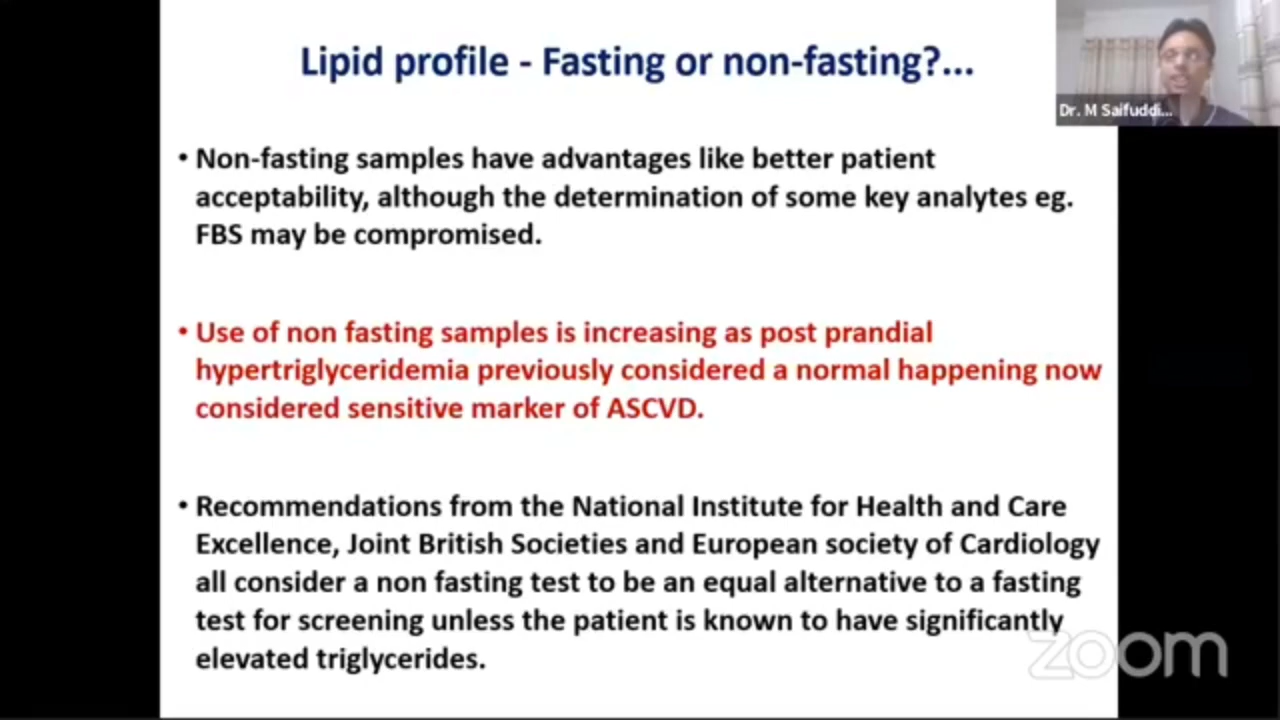 Lipid profile - Fasting or non-fasting?...
Dr. M Saifuddi...
• Non-fasting samples have advantages like better patient
acceptability, although the determination of some key analytes eg.
FBS may be compromised.
• Use of non fasting samples is increasing as post prandial
hypertriglyceridemia previously considered a normal happening now
considered sensitive marker of ASCVD.
• Recommendations from the National Institute for Health and Care
Excellence, Joint British Societies and European society of Cardiology
all consider a non fasting test to be an equal alternative to a fasting
test for screening unless the patient is known to have significantly
elevated triglycerides.
zoom